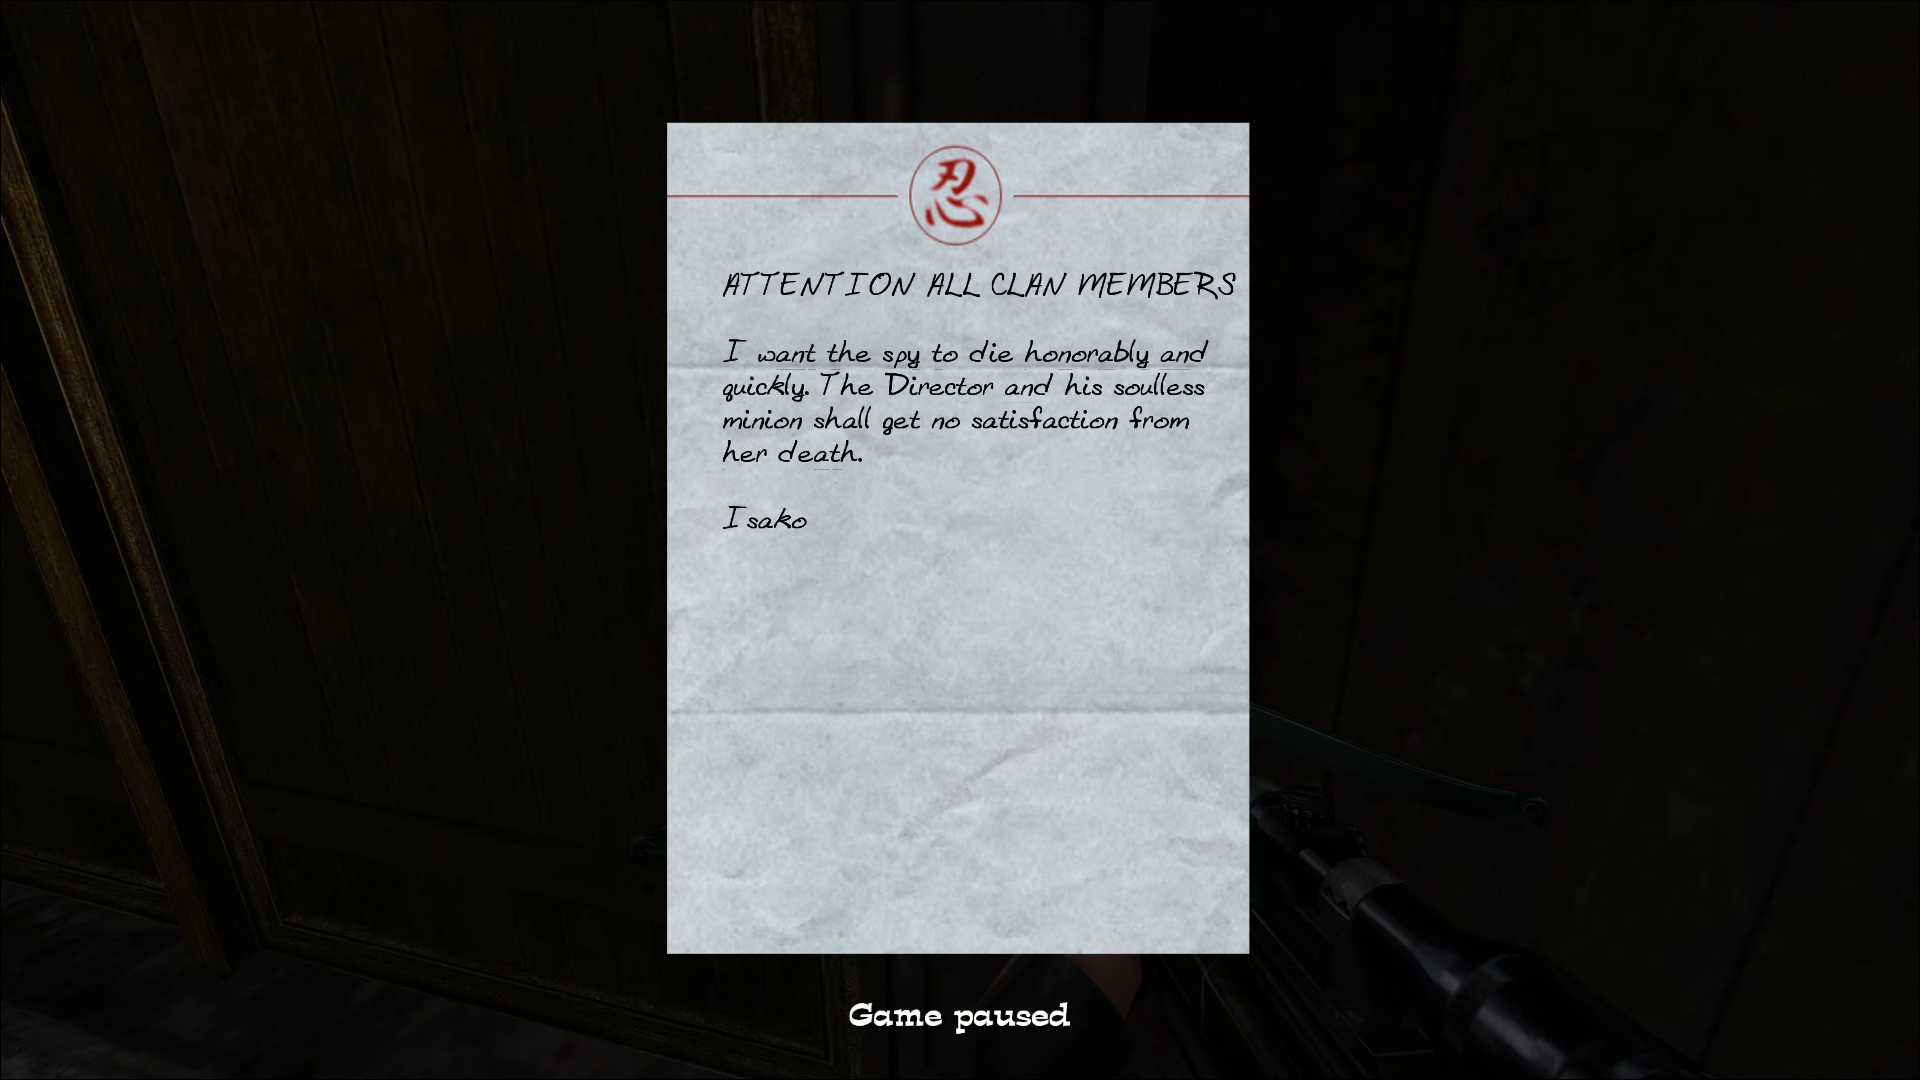 忍
ATTENTION ALL CLAN MEMBERS
I want the spy to die honorably and
quickly. The Director and his soulless
minion shall get no satisfaction from
her death.
Isako
Game paused